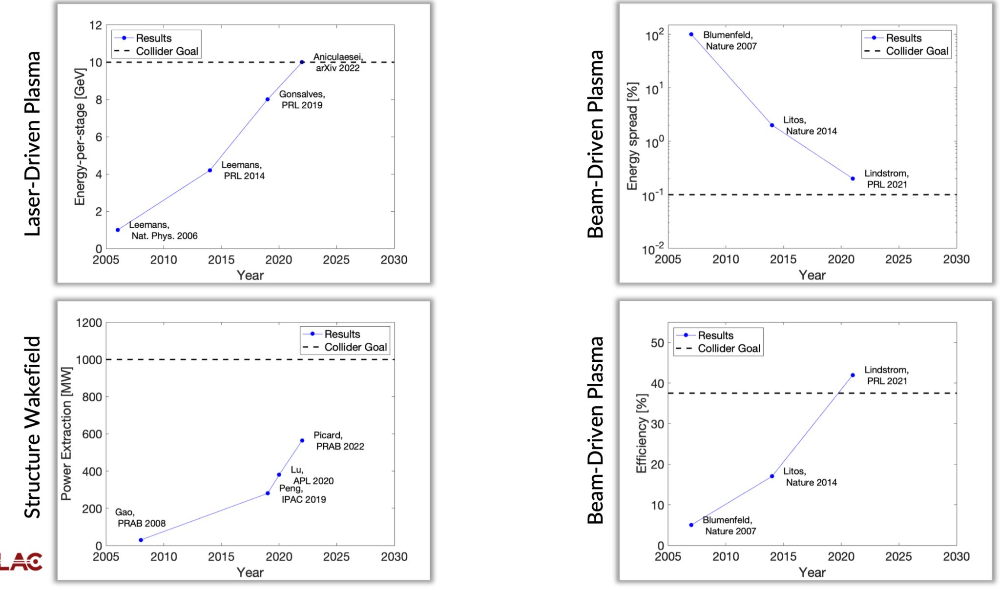 Laser-Driven Plasma
12
10
8
6
4
2
0
Energy-per-stage [GeV]
Results
Collider Goal
Aniculaesei,
arXiv 2022
Gonsalves,
PRL 2019
Leemans,
PRL 2014
Leemans,
Nat. Phys. 2006
2005 2010 2015 2020 2025 2030
Year
Beam-Driven Plasma
10^2
10^1
10^0
10^-1
10^-2
Energy spread [%]
Results
Collider Goal
Blumenfeld,
Nature 2007
Litos,
Nature 2014
Lindstrom,
PRL 2021
2005 2010 2015 2020 2025 2030
Year
Structure Wakefield
1200
1000
800
600
400
200
0
Power Extraction [MW]
Results
Collider Goal
Picard,
PRAB 2022
Lu,
APL 2020
Peng,
IPAC 2019
Gao,
PRAB 2008
2005 2010 2015 2020 2025 2030
Year
Beam-Driven Plasma
50
40
30
20
10
0
Efficiency [%]
Results
Collider Goal
Lindstrom,
PRL 2021
Litos,
Nature 2014
Blumenfeld,
Nature 2007
2005 2010 2015 2020 2025 2030
Year
LAC